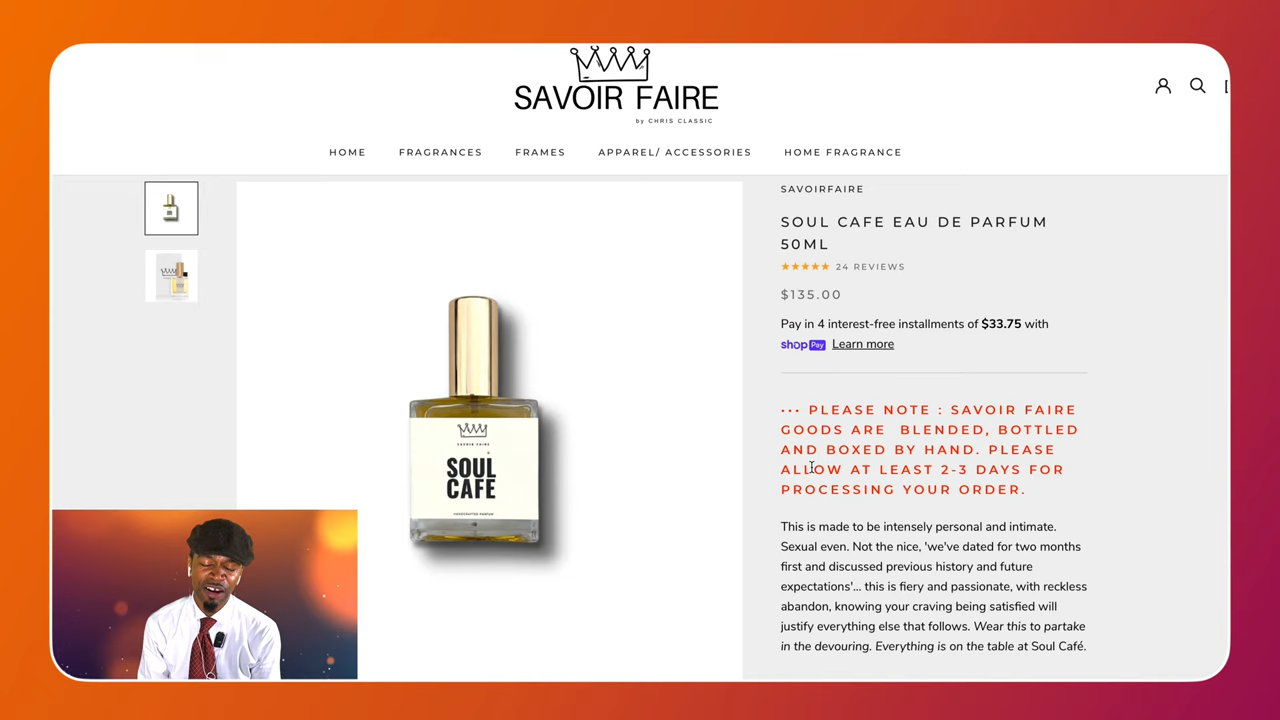 SAVOIR FAIRE
by CHRIS CLASSIC
HOME FRAGRANCES FRAMES APPAREL/ ACCESSORIES HOME FRAGRANCE
SAVOIRFAIRE
SOUL CAFE EAU DE PARFUM
50ML
★★★★★ 24 REVIEWS
$135.00
Pay in 4 interest-free installments of $33.75 with
shop Pay Learn more
··· PLEASE NOTE : SAVOIR FAIRE
GOODS ARE BLENDED, BOTTLED
AND BOXED BY HAND. PLEASE
ALLOW AT LEAST 2-3 DAYS FOR
PROCESSING YOUR ORDER.
This is made to be intensely personal and intimate.
Sexual even. Not the nice, 'we've dated for two months
first and discussed previous history and future
expectations'... this is fiery and passionate, with reckless
abandon, knowing your craving being satisfied will
justify everything else that follows. Wear this to partake
in the devouring. Everything is on the table at Soul Café.
SAVOIR FAIRE
SOUL
CAFE
HANDCRAFTED PARFUM